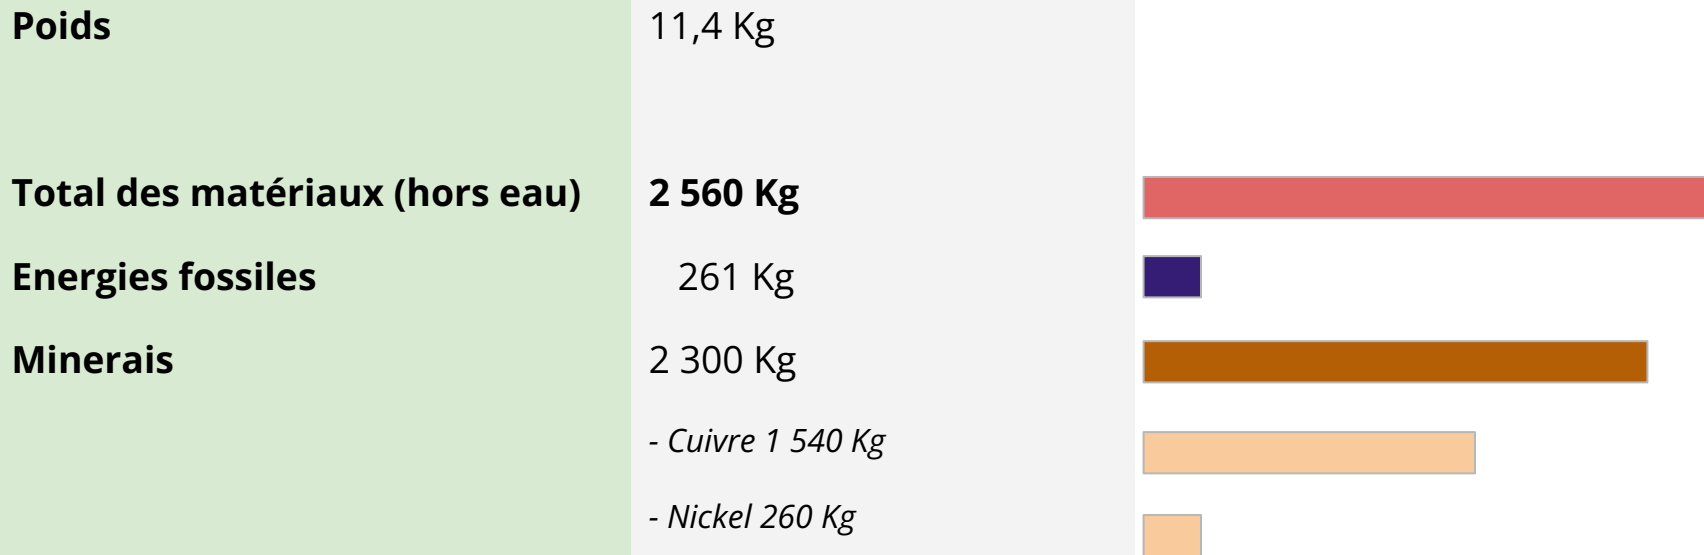 Poids 11,4 Kg
Total des matériaux (hors eau) 2 560 Kg
Energies fossiles 261 Kg
Minerais 2 300 Kg
- Cuivre 1 540 Kg
- Nickel 260 Kg